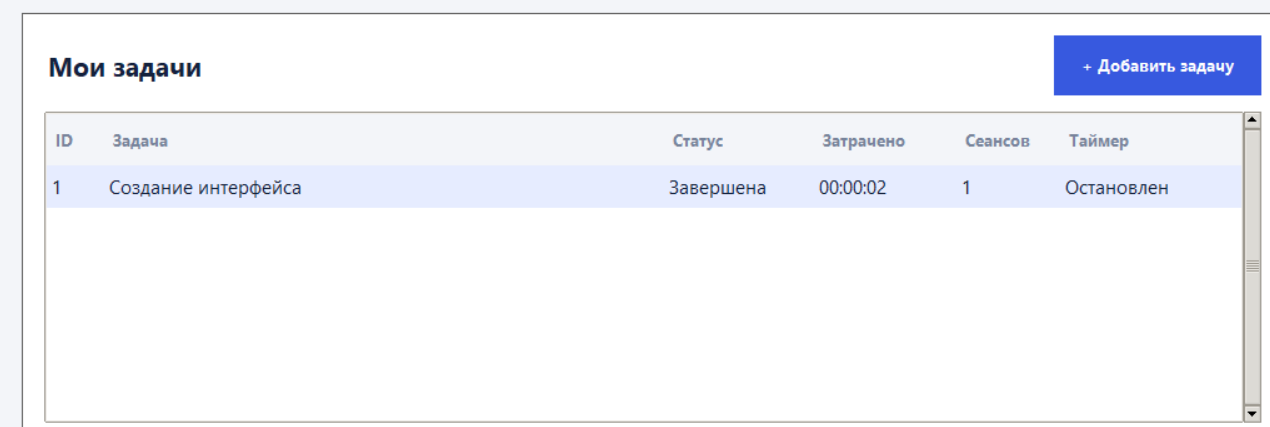 Мои задачи
+ Добавить задачу
ID Задача Статус Затрачено Сеансов Таймер
1 Создание интерфейса Завершена 00:00:02 1 Остановлен